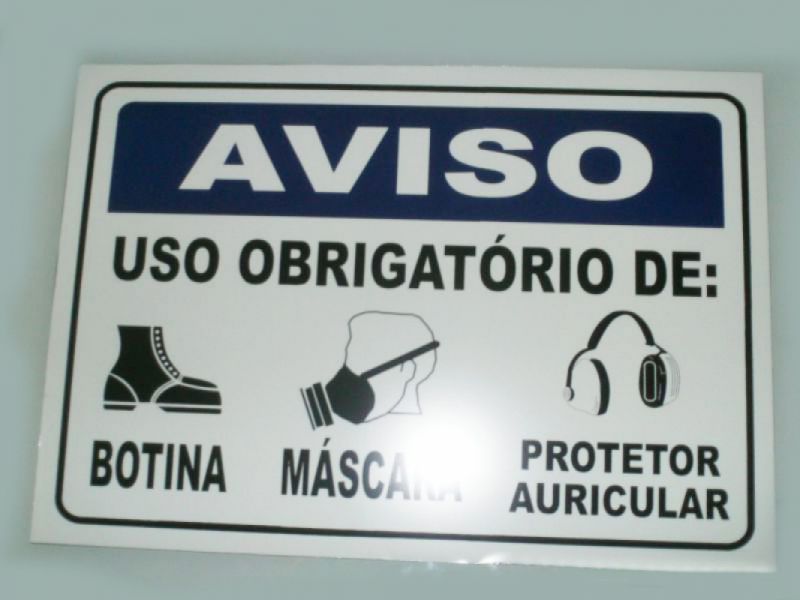 AVISO
USO OBRIGATÓRIO DE:
BOTINA
MÁSCARA
PROTETOR
AURICULAR